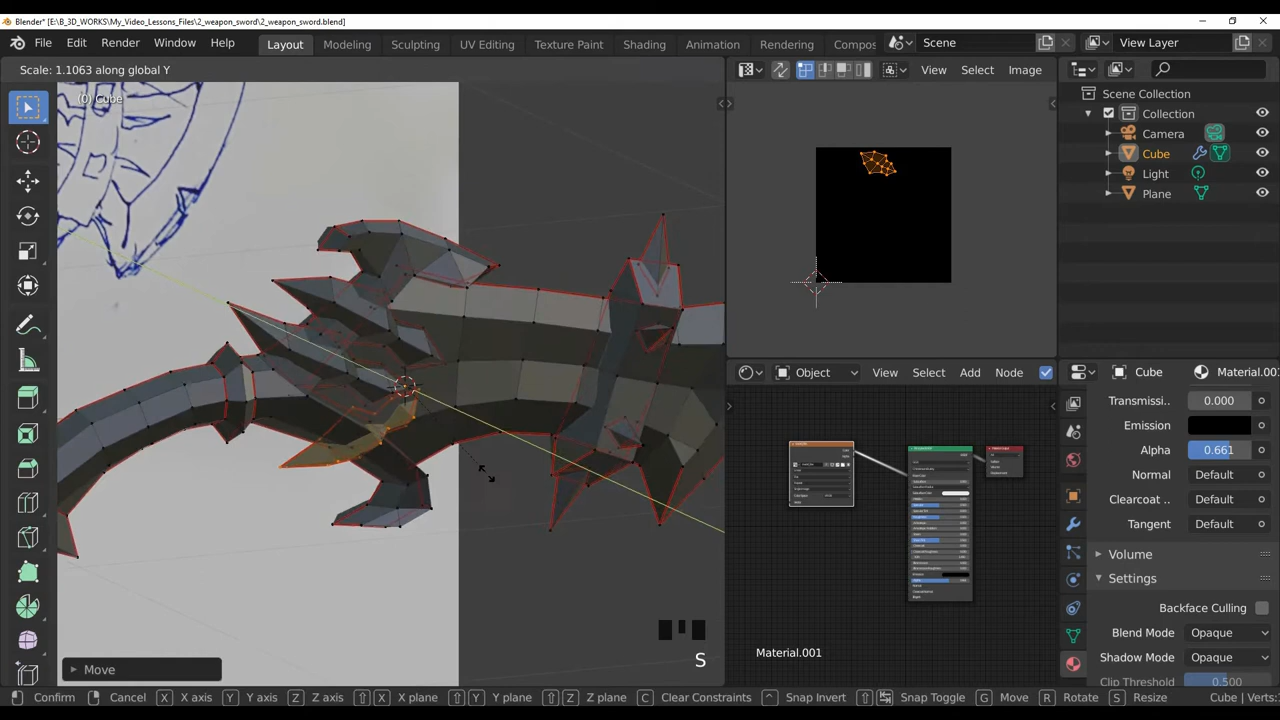 Blender* [E:\B_3D_WORKS\My_Video_Lessons_Files\2_weapon_sword\2_weapon_sword.blend]
File Edit Render Window Help Layout Modeling Sculpting UV Editing Texture Paint Shading Animation Rendering Compos Scene View Layer
Scale: 1.1063 along global Y
(0) Cube
View Select Image
Scene Collection
Collection
Camera
Cube
Light
Plane
Object View Select Add Node
Material.001
Cube Material.00
Transmissi.. 0.000
Emission
Alpha 0.661
Normal Default
Clearcoat .. Default
Tangent Default
Volume
Settings
Backface Culling
Blend Mode Opaque
Shadow Mode Opaque
Clip Threshold 0.500
S
Move
Confirm Cancel X X axis Y Y axis Z Z axis X X plane Y Y plane Z Z plane C Clear Constraints Snap Invert Snap Toggle G Move R Rotate S Resize Cube | Verts: